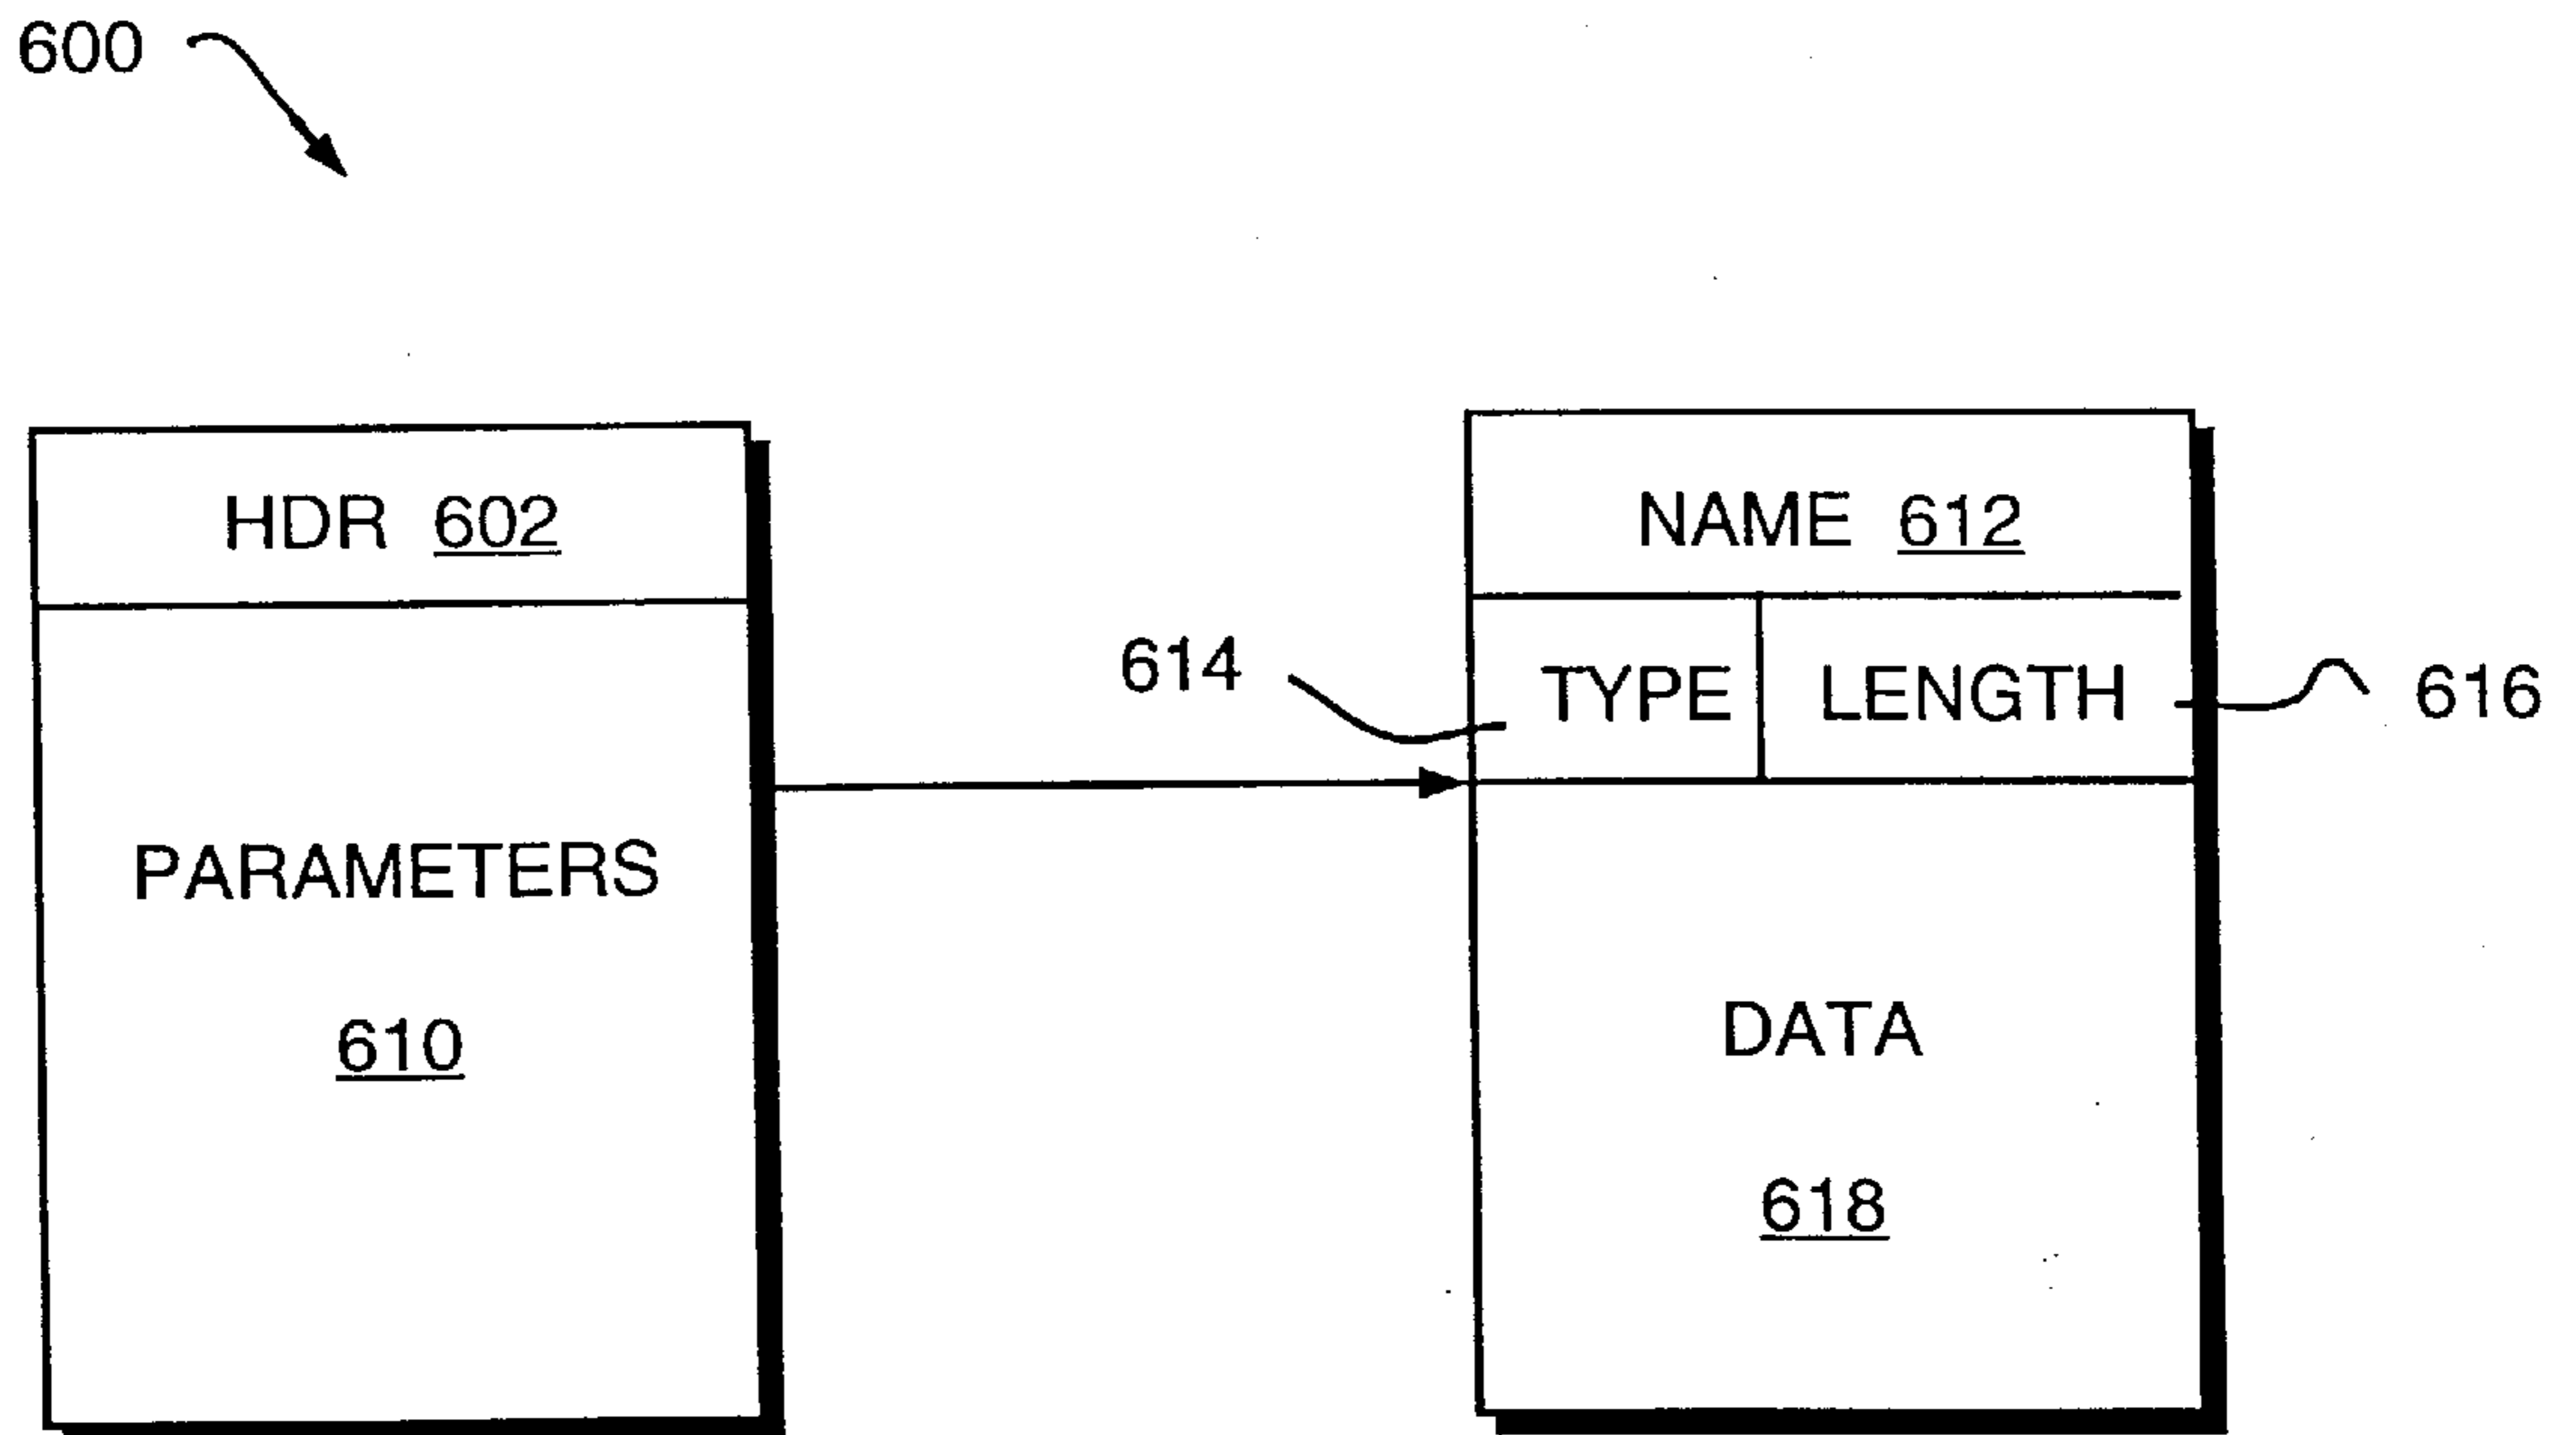 600
HDR 602
NAME 612
614
TYPE
LENGTH
616
PARAMETERS
610
DATA
618